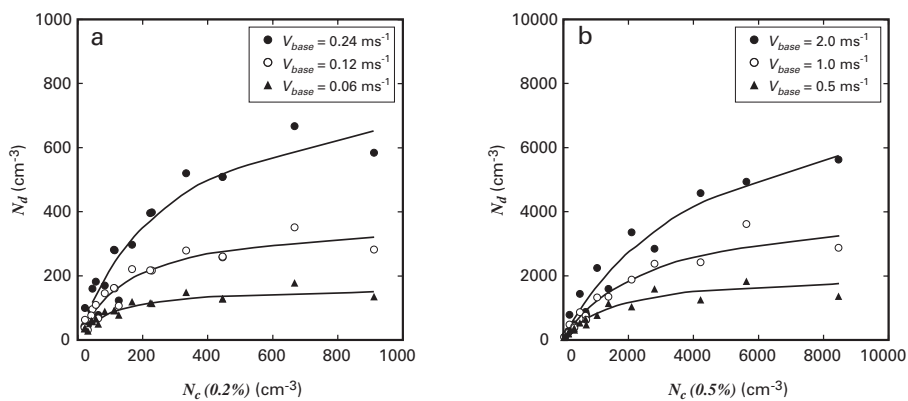 a
V_base = 0.24 ms⁻¹
V_base = 0.12 ms⁻¹
V_base = 0.06 ms⁻¹
1000
800
600
400
200
0
N_d (cm⁻³)
0 200 400 600 800 1000
N_c (0.2%) (cm⁻³)
b
V_base = 2.0 ms⁻¹
V_base = 1.0 ms⁻¹
V_base = 0.5 ms⁻¹
10000
8000
6000
4000
2000
0
N_d (cm⁻³)
0 2000 4000 6000 8000 10000
N_c (0.5%) (cm⁻³)